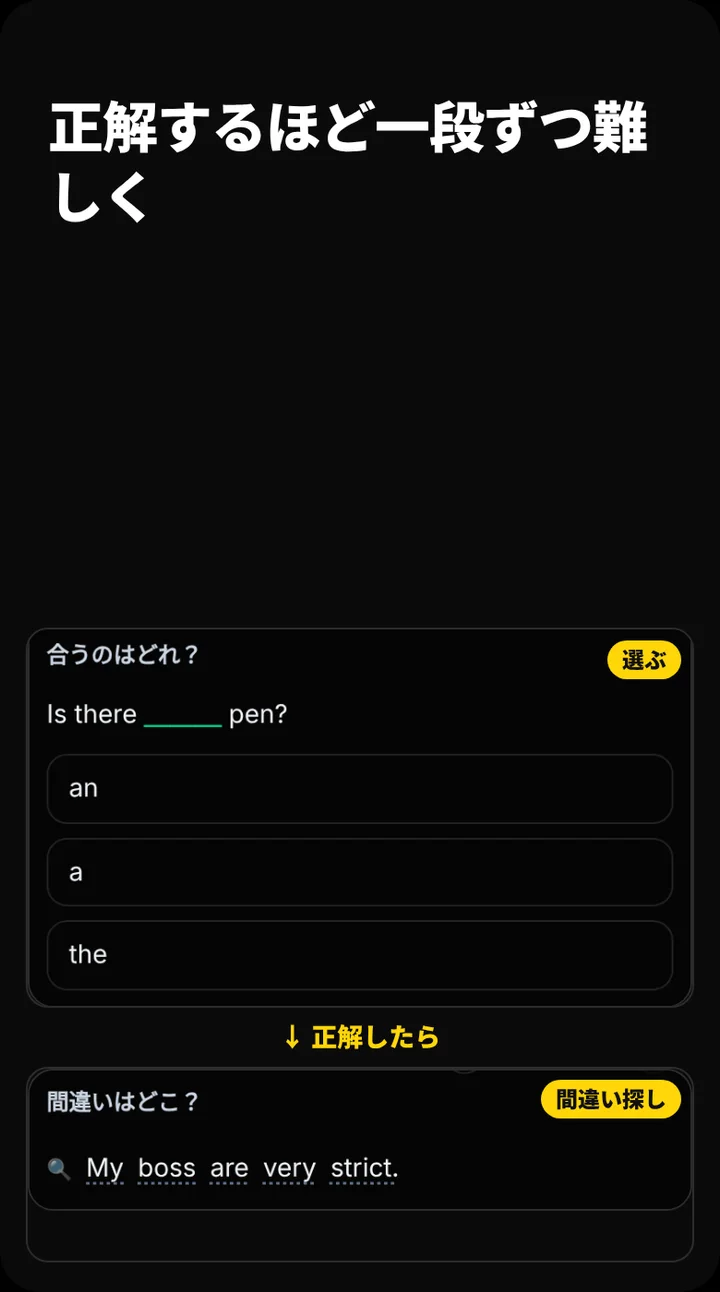 正解するほど一段ずつ難
しく
合うのはどれ？
選ぶ
Is there ______ pen?
an
a
the
↓ 正解したら
間違いはどこ？
間違い探し
🔍 My boss are very strict.